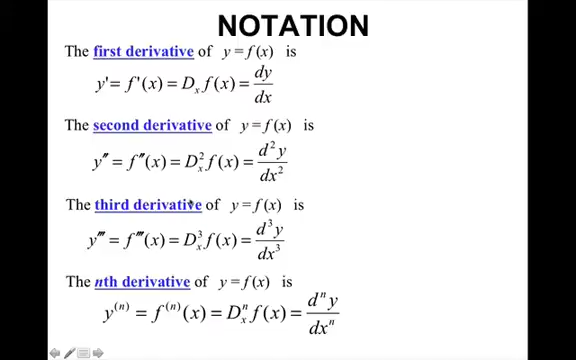 NOTATION
The first derivative of y = f(x) is
y' = f'(x) = D_x f(x) = dy/dx
The second derivative of y = f(x) is
y″ = f″(x) = D_x^2 f(x) = d^2y/dx^2
The third derivative of y = f(x) is
y‴ = f‴(x) = D_x^3 f(x) = d^3y/dx^3
The nth derivative of y = f(x) is
y^(n) = f^(n)(x) = D_x^n f(x) = d^n y/dx^n